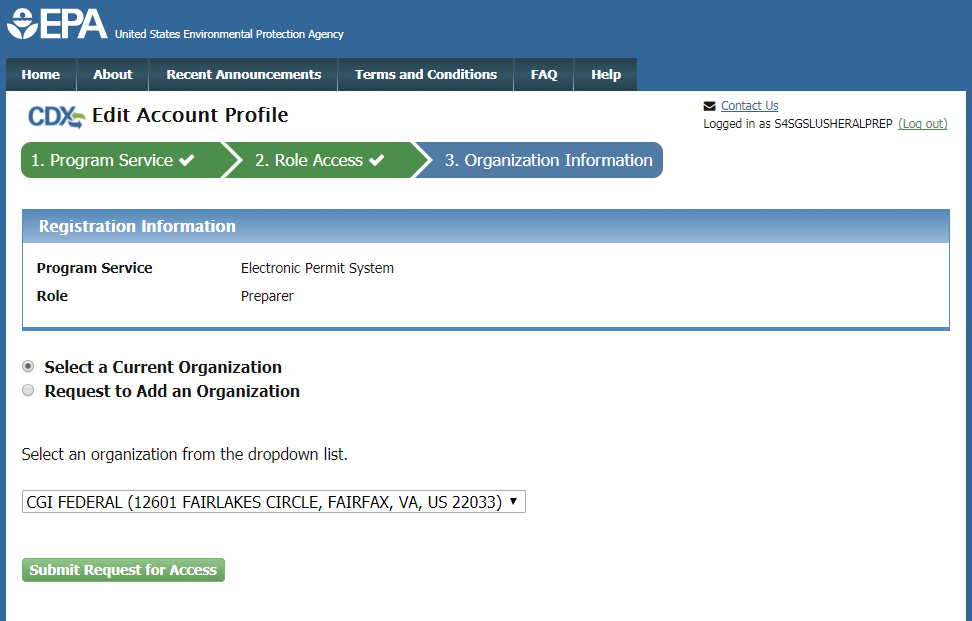 EPA United States Environmental Protection Agency
Home About Recent Announcements Terms and Conditions FAQ Help
CDX Edit Account Profile
Contact Us
Logged in as S4SGSLUSHERALPREP (Log out)
1. Program Service 2. Role Access 3. Organization Information
Registration Information
Program Service Electronic Permit System
Role Preparer
Select a Current Organization
Request to Add an Organization
Select an organization from the dropdown list.
CGI FEDERAL (12601 FAIRLAKES CIRCLE, FAIRFAX, VA, US 22033)
Submit Request for Access